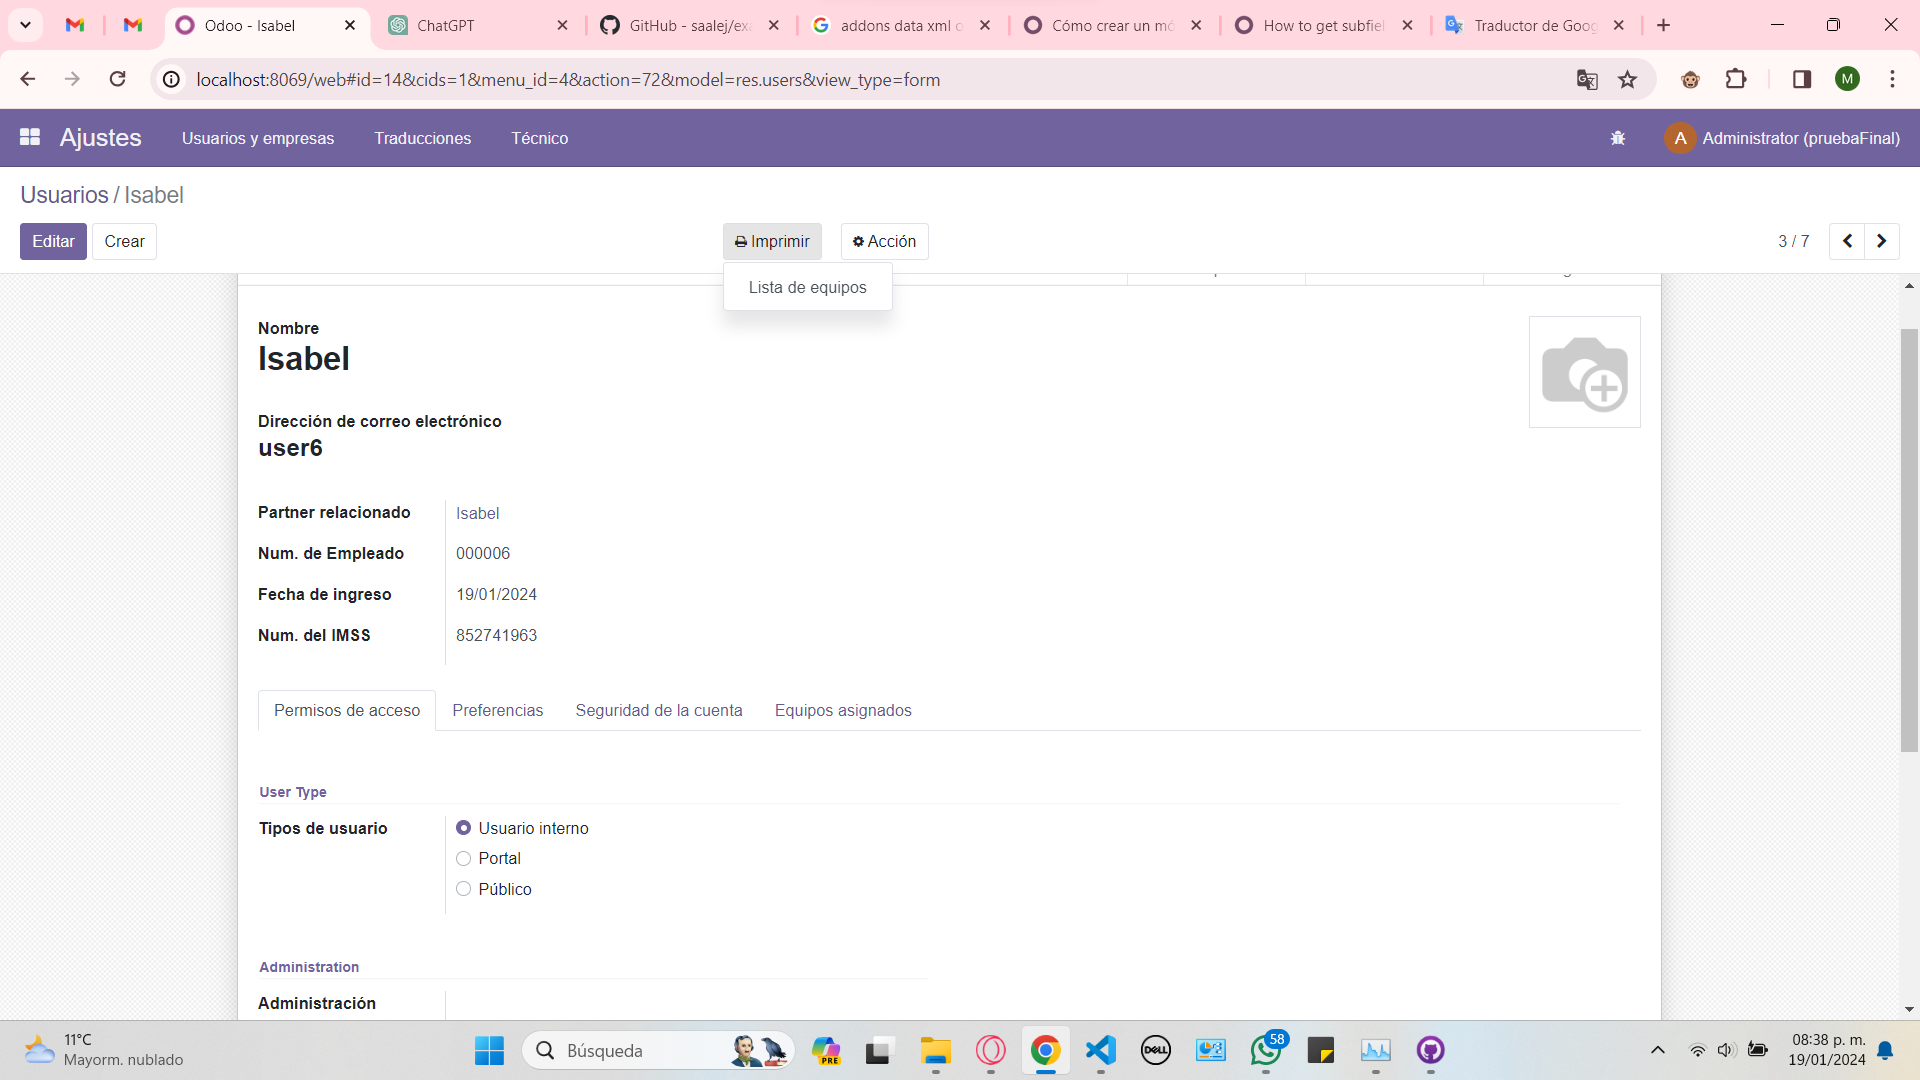 Odoo - Isabel
ChatGPT
GitHub - saalej/exa
addons data xml o
Cómo crear un mó
How to get subfiel
Traductor de Goog
localhost:8069/web#id=14&cids=1&menu_id=4&action=72&model=res.users&view_type=form
M
Ajustes
Usuarios y empresas
Traducciones
Técnico
A
Administrator (pruebaFinal)
Usuarios / Isabel
Editar
Crear
Imprimir
Acción
3 / 7
Lista de equipos
Nombre
Isabel
Dirección de correo electrónico
user6
Partner relacionado
Isabel
Num. de Empleado
000006
Fecha de ingreso
19/01/2024
Num. del IMSS
852741963
Permisos de acceso
Preferencias
Seguridad de la cuenta
Equipos asignados
User Type
Tipos de usuario
Usuario interno
Portal
Público
Administration
Administración
11°C
Mayorm. nublado
Búsqueda
PRE
DELL
58
08:38 p. m.
19/01/2024